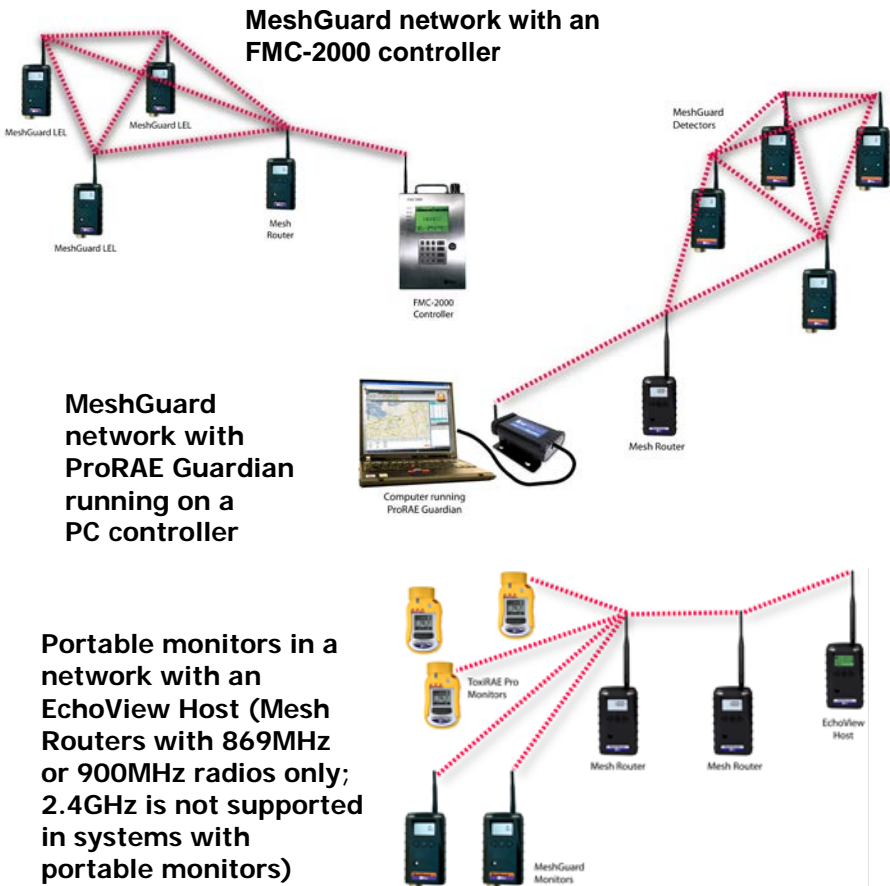 MeshGuard network with an
FMC-2000 controller
MeshGuard LEL
MeshGuard LEL
MeshGuard LEL
Mesh
Router
FMC-2000
Controller
MeshGuard
Detectors
Mesh Router
MeshGuard
network with
ProRAE Guardian
running on a
PC controller
Computer running
ProRAE Guardian
Portable monitors in a
network with an
EchoView Host (Mesh
Routers with 869MHz
or 900MHz radios only;
2.4GHz is not supported
in systems with
portable monitors)
ToxiRAE Pro
Monitors
Mesh Router
Mesh Router
EchoView
Host
MeshGuard
Monitors